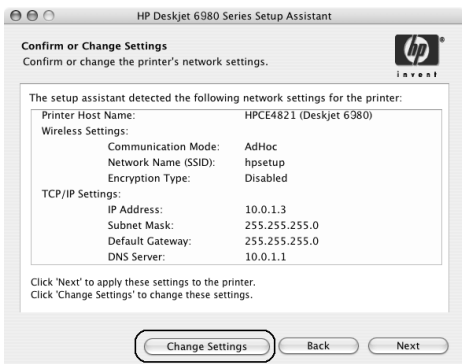 HP Deskjet 6980 Series Setup Assistant
Confirm or Change Settings
Confirm or change the printer's network settings.
hp
invent
The setup assistant detected the following network settings for the printer:
Printer Host Name: HPCE4821 (Deskjet 6980)
Wireless Settings:
Communication Mode: AdHoc
Network Name (SSID): hpsetup
Encryption Type: Disabled
TCP/IP Settings:
IP Address: 10.0.1.3
Subnet Mask: 255.255.255.0
Default Gateway: 255.255.255.0
DNS Server: 10.0.1.1
Click 'Next' to apply these settings to the printer.
Click 'Change Settings' to change these settings.
Change Settings Back Next